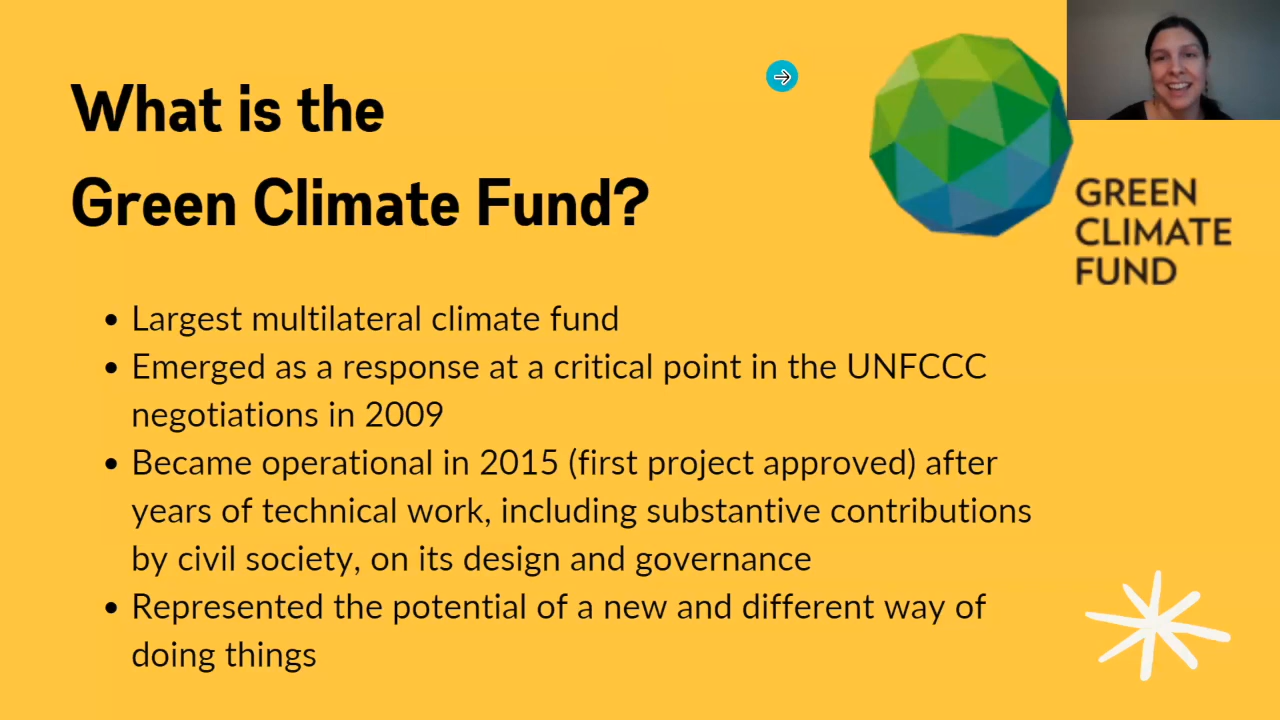 What is the
Green Climate Fund?
GREEN
CLIMATE
FUND
• Largest multilateral climate fund
• Emerged as a response at a critical point in the UNFCCC
negotiations in 2009
• Became operational in 2015 (first project approved) after
years of technical work, including substantive contributions
by civil society, on its design and governance
• Represented the potential of a new and different way of
doing things